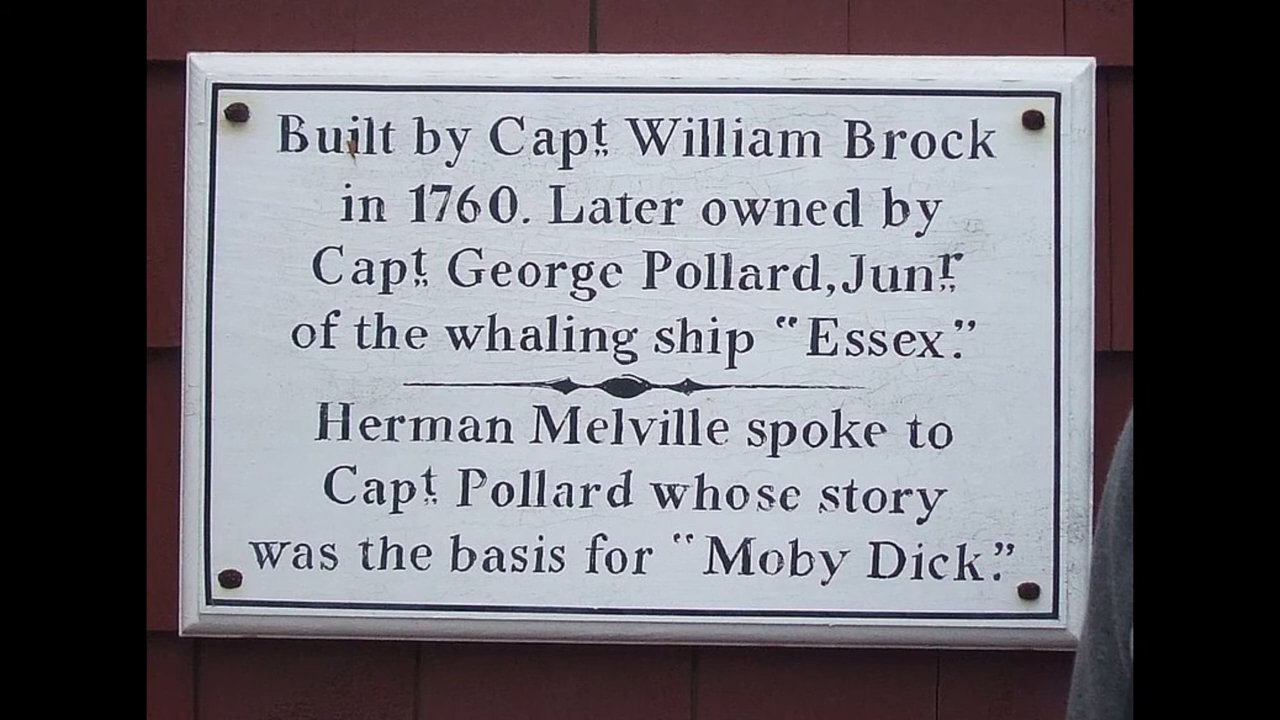 Built by Capt. William Brock
in 1760. Later owned by
Capt. George Pollard, Junr.
of the whaling ship "Essex."
Herman Melville spoke to
Capt. Pollard whose story
was the basis for "Moby Dick."